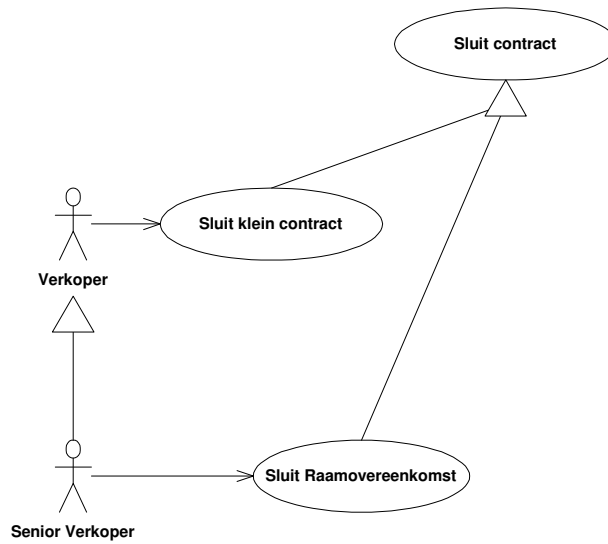 Sluit contract
Sluit klein contract
Verkoper
Sluit Raamovereenkomst
Senior Verkoper